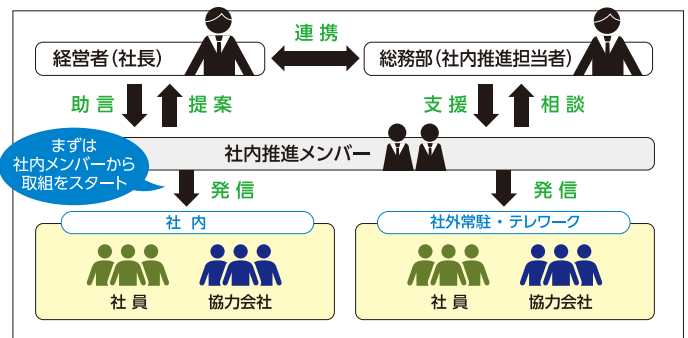 連携
経営者（社長）
総務部（社内推進担当者）
助言
提案
支援
相談
まずは
社内メンバーから
取組をスタート
社内推進メンバー
発信
発信
社内
社外常駐・テレワーク
社員
協力会社
社員
協力会社